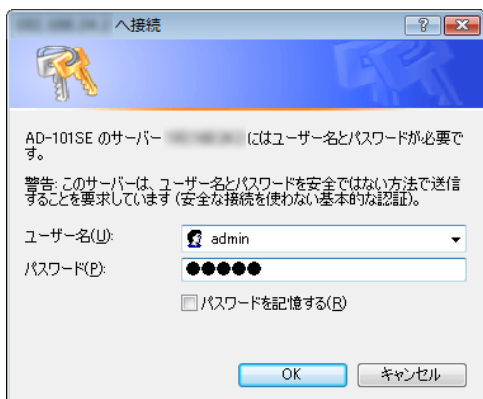 へ接続
AD-101SE のサーバー にはユーザー名とパスワードが必要で
す。
警告: このサーバーは、ユーザー名とパスワードを安全ではない方法で送信
することを要求しています (安全な接続を使わない基本的な認証)。
ユーザー名(U):
admin
パスワード(P):
●●●●●
パスワードを記憶する(R)
OK
キャンセル